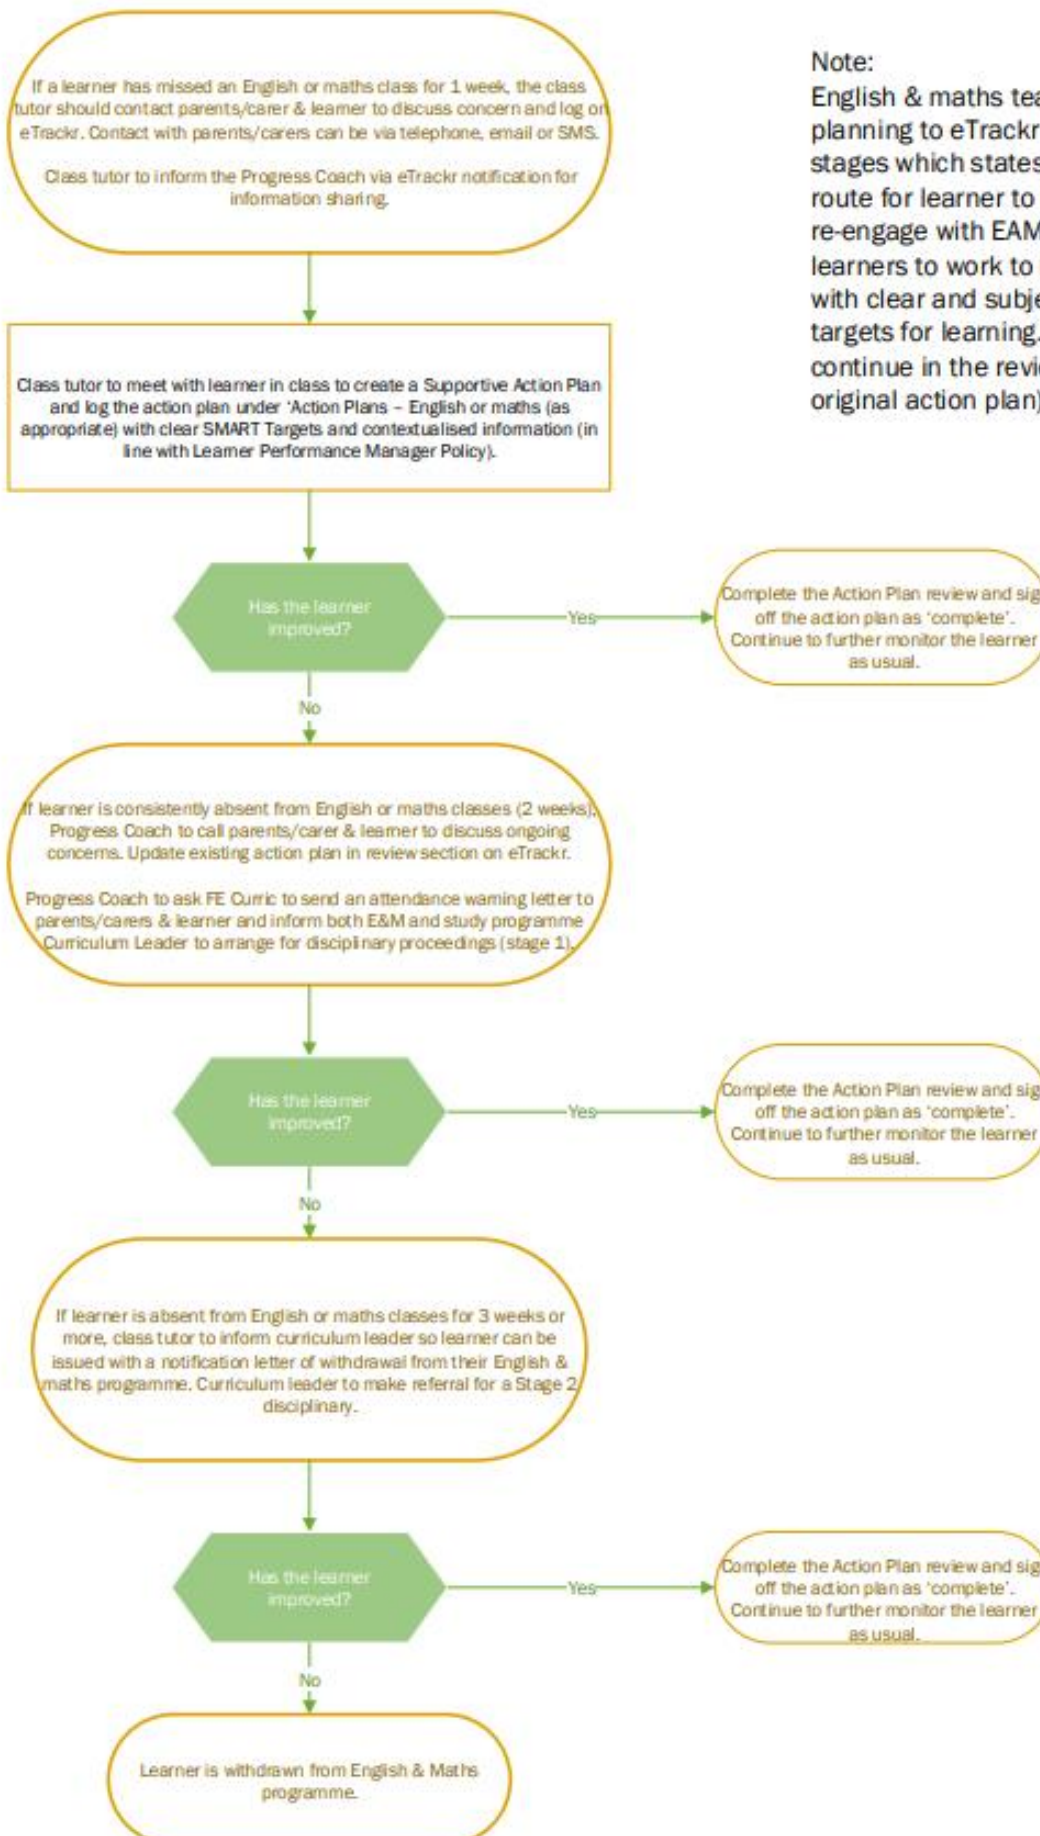 If a learner has missed an English or maths class for 1 week, the class
tutor should contact parents/carer & learner to discuss concern and log on
eTrackr. Contact with parents/carers can be via telephone, email or SMS.
Class tutor to inform the Progress Coach via eTrackr notification for
information sharing.
Note:
English & maths tea
planning to eTrackr
stages which states
route for learner to
re-engage with EAM
learners to work to
with clear and subje
targets for learning.
continue in the revie
original action plan)
Class tutor to meet with learner in class to create a Supportive Action Plan
and log the action plan under ‘Action Plans – English or maths (as
appropriate) with clear SMART Targets and contextualised information (in
line with Learner Performance Manager Policy).
Has the learner
improved?
Yes
Complete the Action Plan review and sig
off the action plan as ‘complete’.
Continue to further monitor the learner
as usual.
No
If learner is consistently absent from English or maths classes (2 weeks),
Progress Coach to call parents/carer & learner to discuss ongoing
concerns. Update existing action plan in review section on eTrackr.
Progress Coach to ask FE Curric to send an attendance warning letter to
parents/carers & learner and inform both E&M and study programme
Curriculum Leader to arrange for disciplinary proceedings (stage 1).
Has the learner
improved?
Yes
Complete the Action Plan review and sig
off the action plan as ‘complete’.
Continue to further monitor the learner
as usual.
No
If learner is absent from English or maths classes for 3 weeks or
more, class tutor to inform curriculum leader so learner can be
issued with a notification letter of withdrawal from their English &
maths programme. Curriculum leader to make referral for a Stage 2
disciplinary.
Has the learner
improved?
Yes
Complete the Action Plan review and sig
off the action plan as ‘complete’.
Continue to further monitor the learner
as usual.
No
Learner is withdrawn from English & Maths
programme.